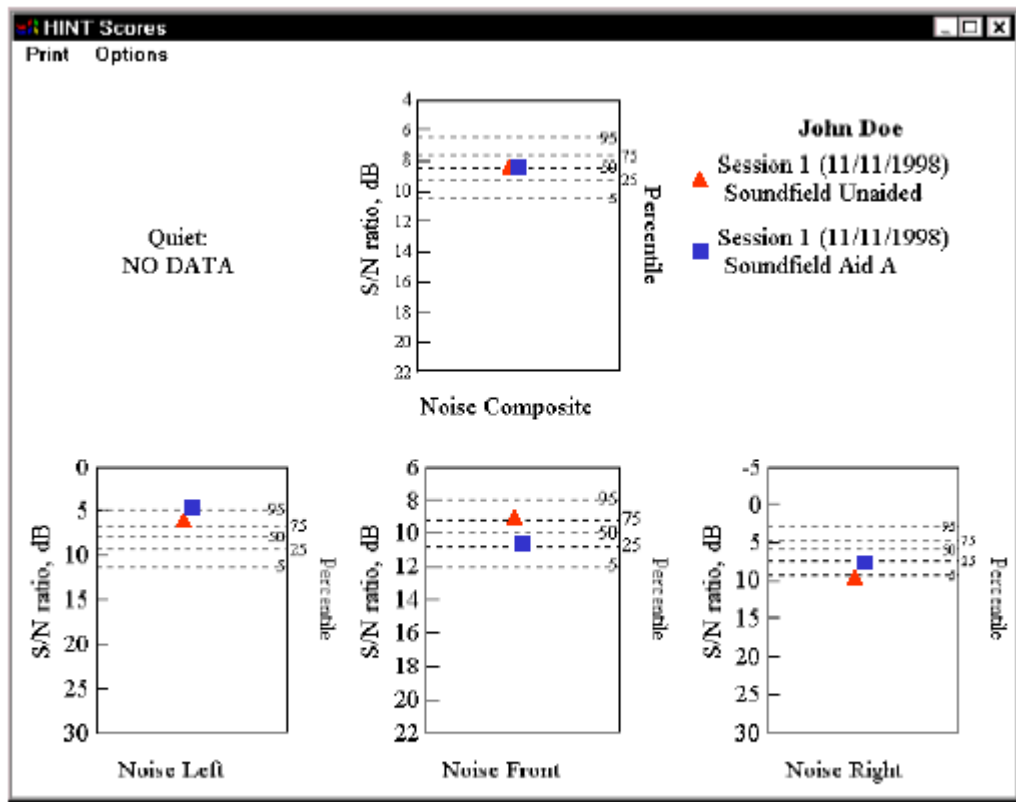 HINT Scores
Print Options
John Doe
Session 1 (11/11/1998)
Soundfield Unaided
Session 1 (11/11/1998)
Soundfield Aid A
Quiet:
NO DATA
S/N ratio, dB
4
6
8
10
12
14
16
18
20
22
95
75
50
25
5
Percentile
Noise Composite
S/N ratio, dB
0
5
10
15
20
25
30
95
75
50
25
5
Percentile
Noise Left
S/N ratio, dB
6
8
10
12
14
16
18
20
22
95
75
50
25
5
Percentile
Noise Front
S/N ratio, dB
-5
0
5
10
15
20
25
30
95
75
50
25
5
Percentile
Noise Right